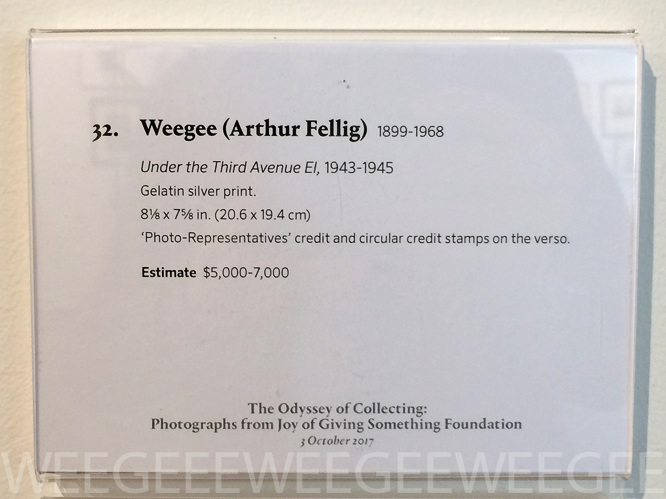 32. Weegee (Arthur Fellig) 1899-1968
Under the Third Avenue El, 1943-1945
Gelatin silver print.
8⅛ x 7⅝ in. (20.6 x 19.4 cm)
‘Photo-Representatives’ credit and circular credit stamps on the verso.
Estimate $5,000-7,000
The Odyssey of Collecting:
Photographs from Joy of Giving Something Foundation
3 October 2017
WEEGEEEWEEGEEEWEEGEEEWEEGEE